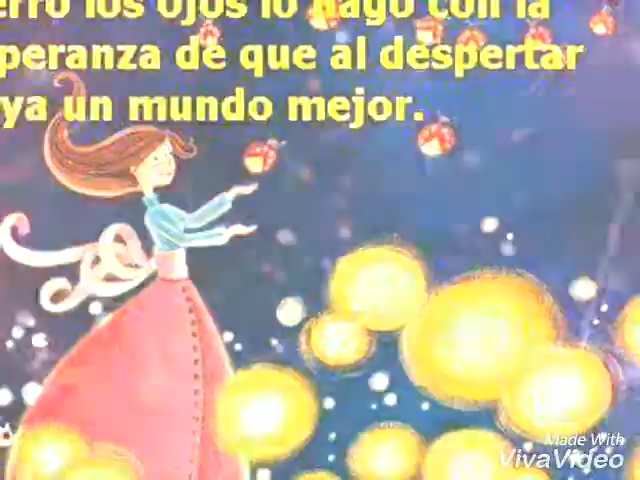 erro los ojos lo hago con la
peranza de que al despertar
ya un mundo mejor.
Made With
VivaVideo